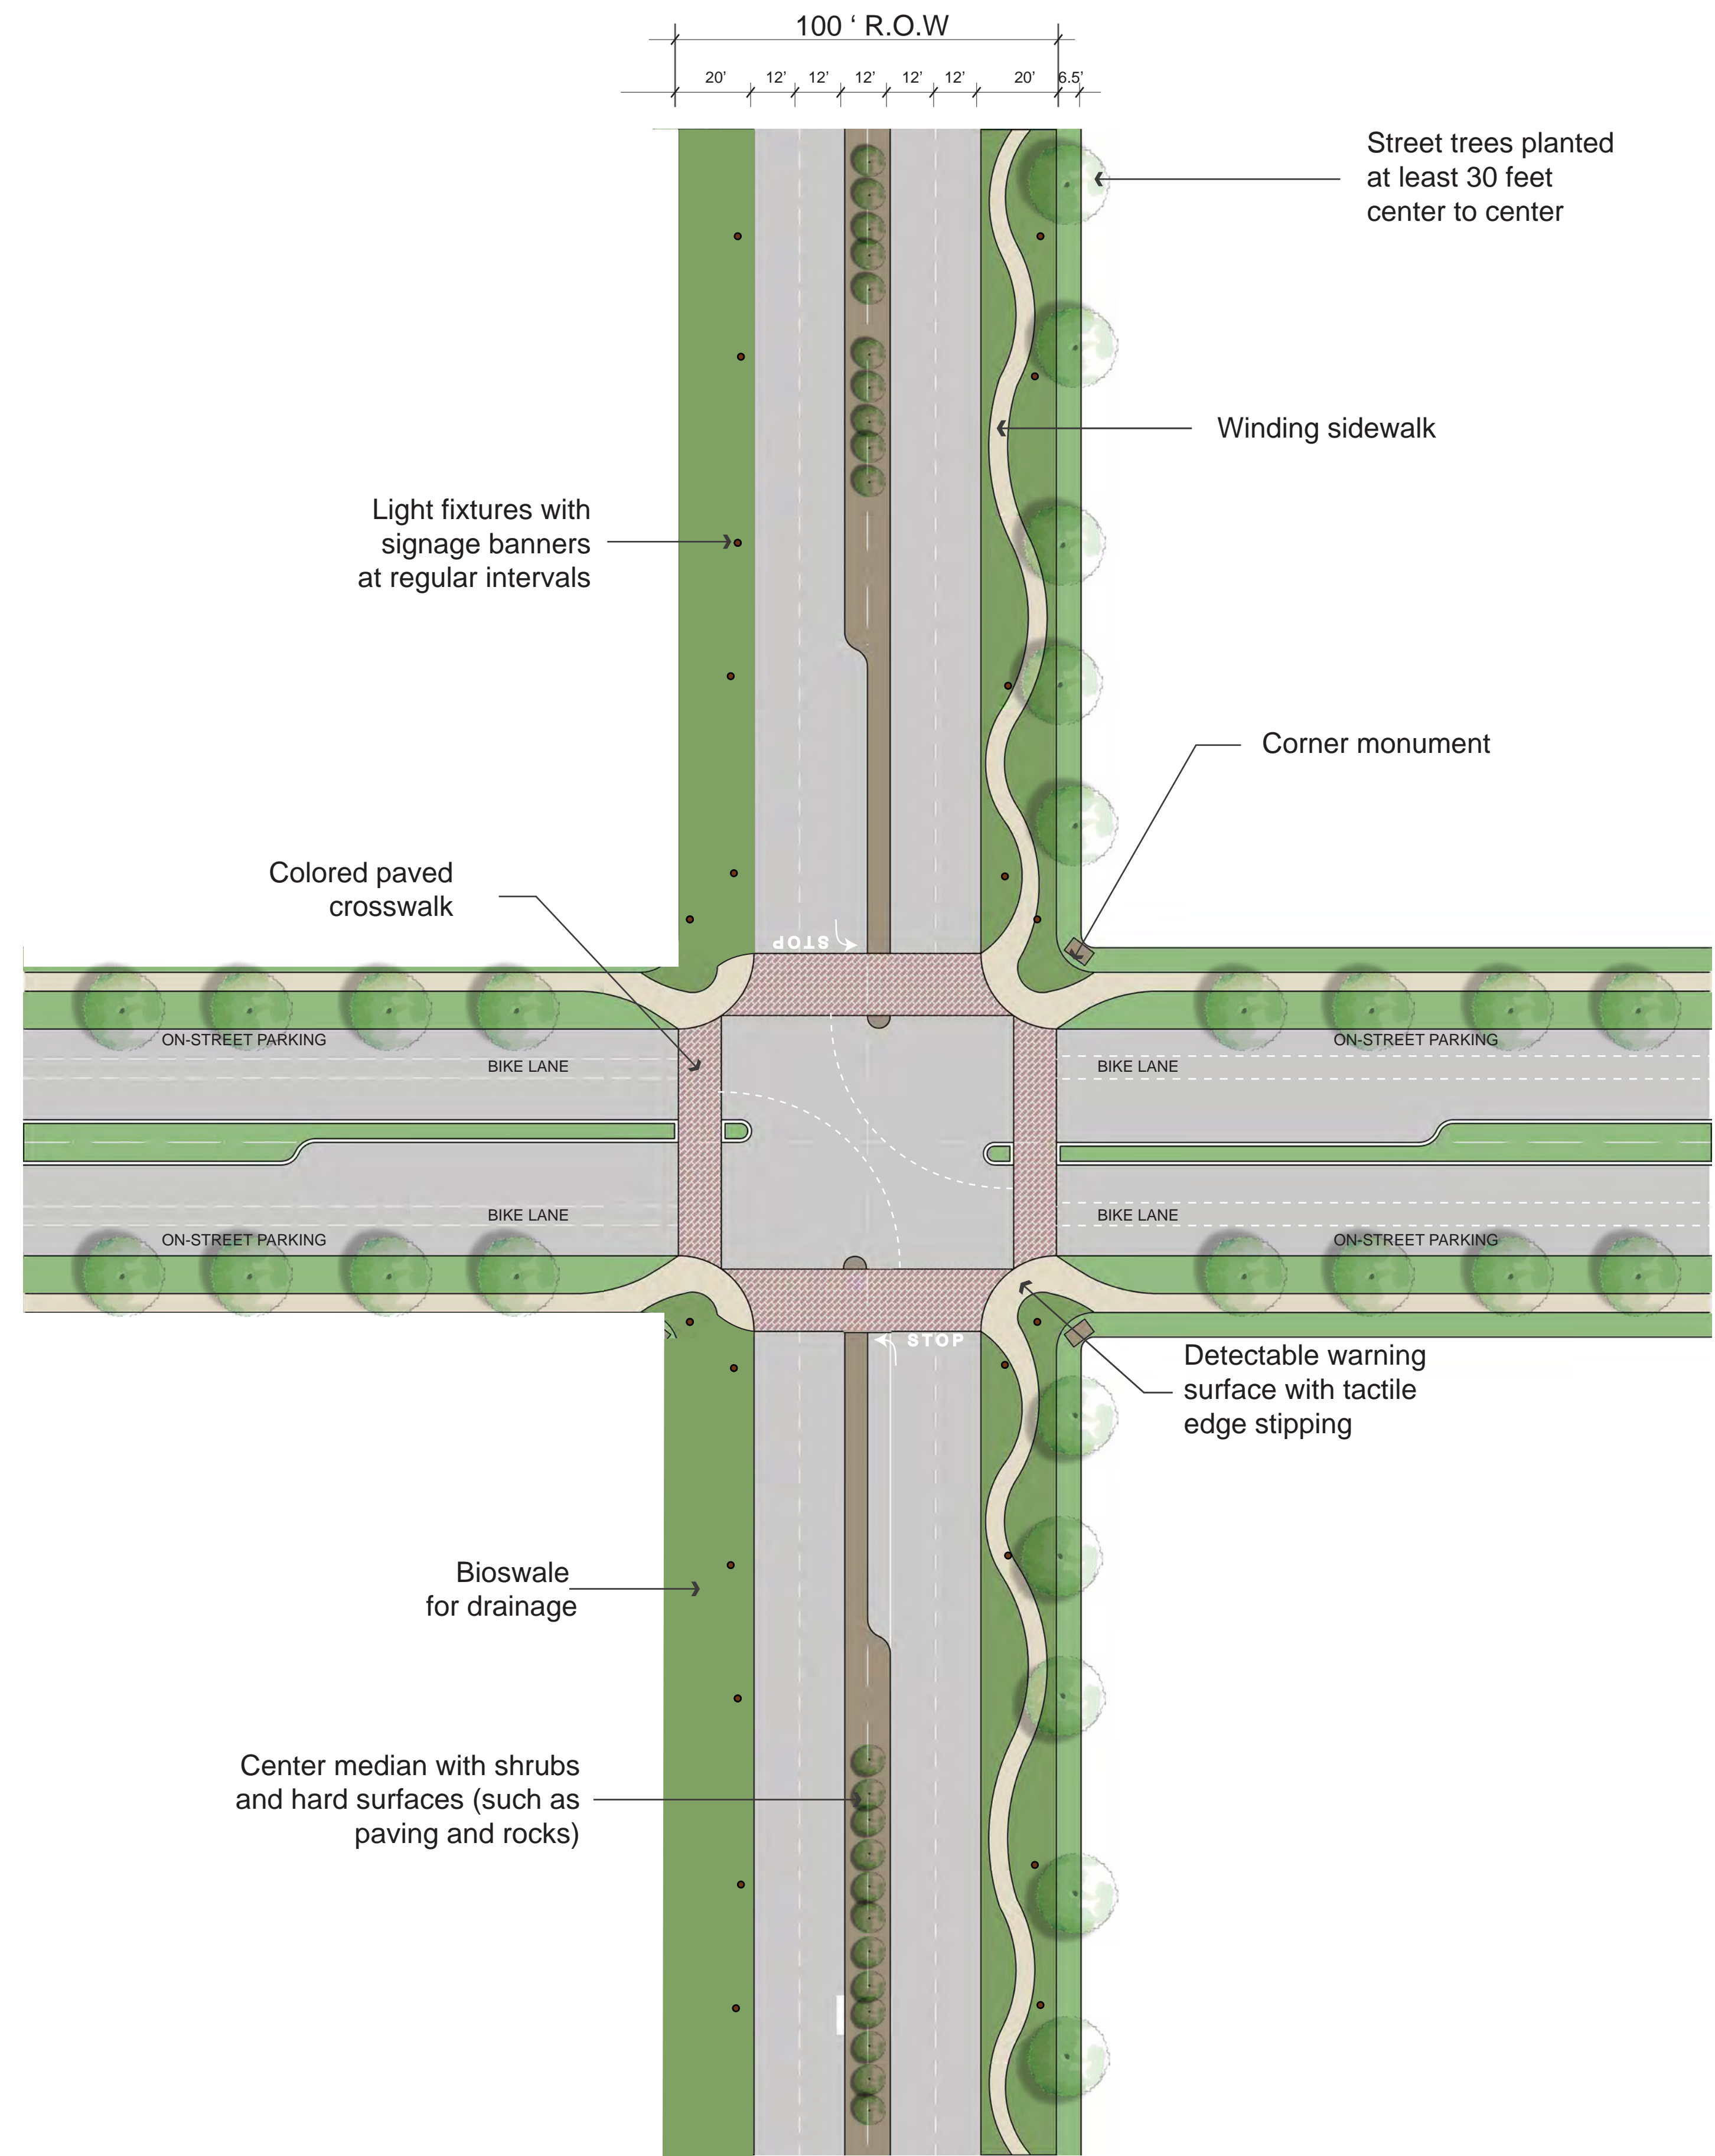 100 ‘ R.O.W
20’ 12’ 12’ 12’ 12’ 12’ 20’ 6.5’
Street trees planted
at least 30 feet
center to center
Winding sidewalk
Light fixtures with
signage banners
at regular intervals
Corner monument
Colored paved
crosswalk
STOP
ON-STREET PARKING
ON-STREET PARKING
BIKE LANE
BIKE LANE
BIKE LANE
BIKE LANE
ON-STREET PARKING
ON-STREET PARKING
STOP
Detectable warning
surface with tactile
edge stipping
Bioswale
for drainage
Center median with shrubs
and hard surfaces (such as
paving and rocks)